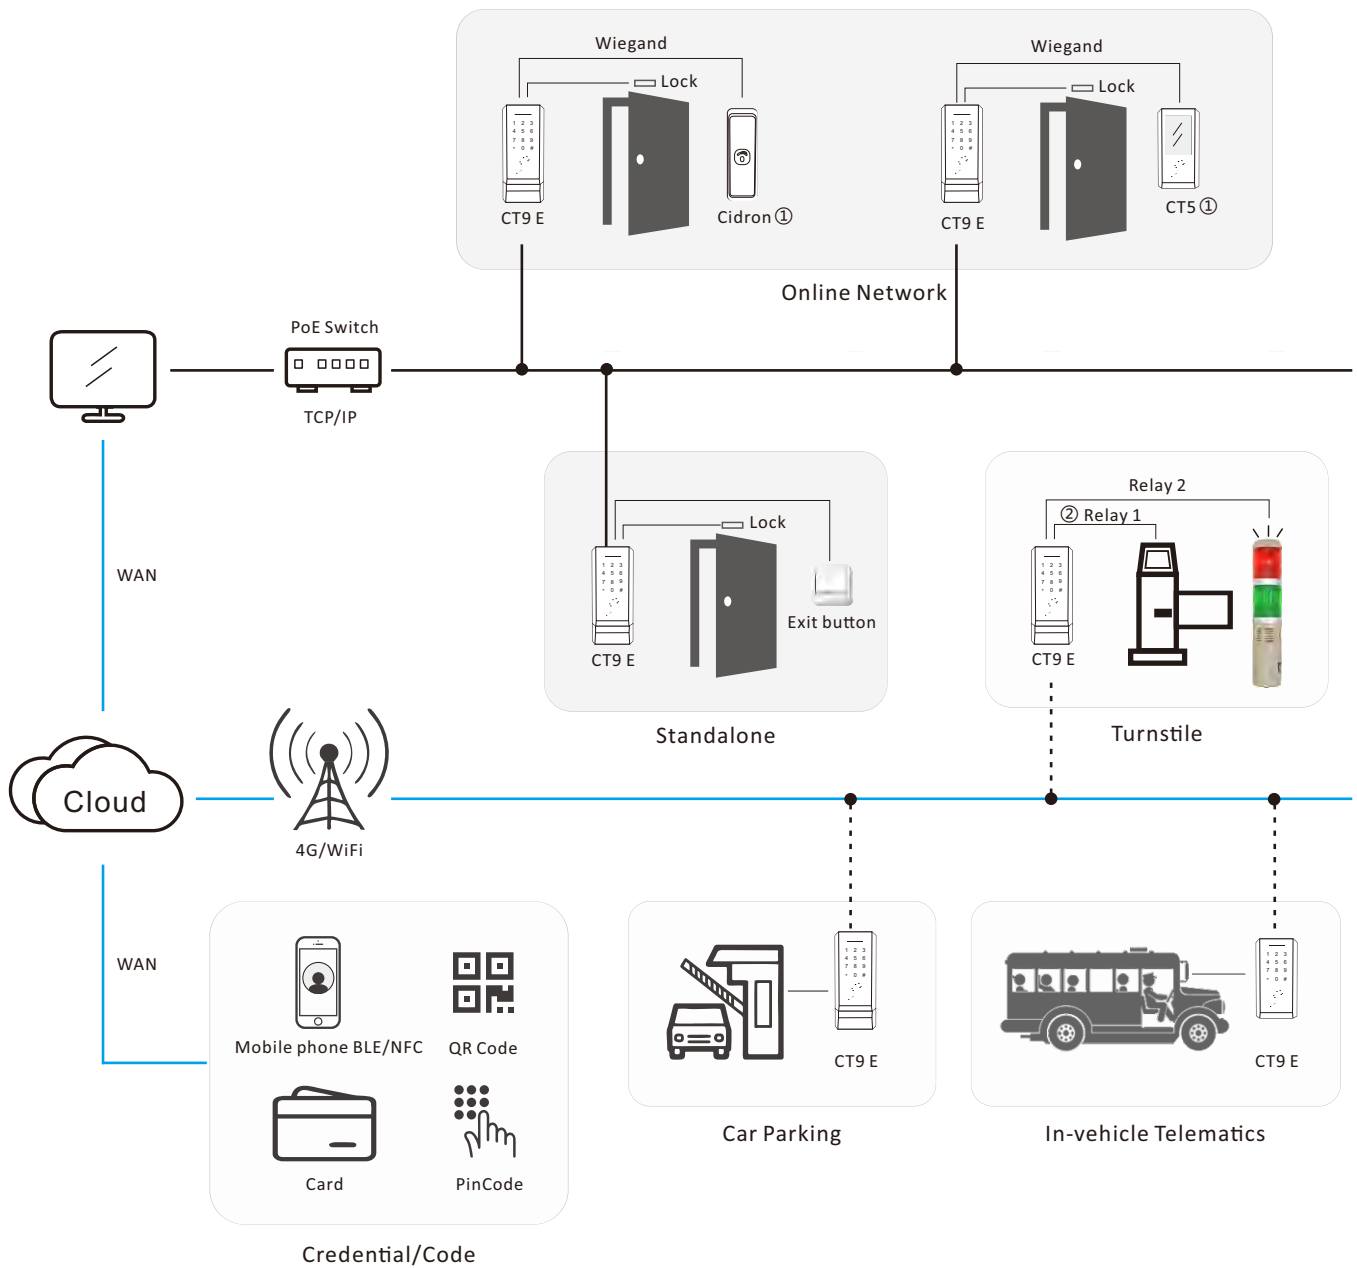 Wiegand
Lock
CT9 E
Cidron ①
Wiegand
Lock
CT9 E
CT5 ①
Online Network
PoE Switch
TCP/IP
WAN
Lock
CT9 E
Exit button
Standalone
Relay 2
② Relay 1
CT9 E
Turnstile
Cloud
4G/WiFi
WAN
Mobile phone BLE/NFC
QR Code
Card
PinCode
Credential/Code
CT9 E
Car Parking
CT9 E
In-vehicle Telematics